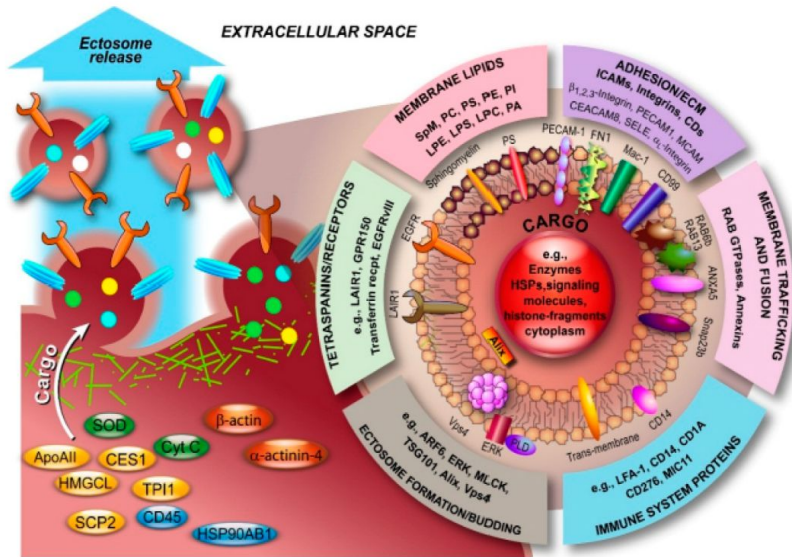 EXTRACELLULAR SPACE
Ectosome
release
MEMBRANE LIPIDS
SpM, PC, PS, PE, PI
LPE, LPS, LPC, PA
ADHESION/ECM
ICAMs, Integrins, CDs
β1,2,3-Integrin, PECAM1, MCAM
CEACAM8, SELE, αL-Integrin
MEMBRANE TRAFFICKING
AND FUSION
RAB GTPases, Annexins
IMMUNE SYSTEM PROTEINS
e.g., LFA-1, CD14, CD1A
CD276, MIC11
ECTOSOME FORMATION/BUDDING
e.g., ARF6, ERK, MLCK,
TSG101, Alix, Vps4
TETRASPANINS/RECEPTORS
e.g., LAIR1, GPR150
Transferrin recpt, EGFRvIII
Sphingomyelin
PS
PECAM-1
FN1
Mac-1
CD99
RAB6b
RAB13
ANXA5
Snap23b
CD14
Trans-membrane
PLD
ERK
Vps4
Alix
LAIR1
EGFR
CARGO
e.g.,
Enzymes
HSPs,signaling
molecules,
histone-fragments
cytoplasm
Cargo
SOD
β-actin
Cyt C
ApoAII
CES1
α-actinin-4
HMGCL
TPI1
SCP2
CD45
HSP90AB1